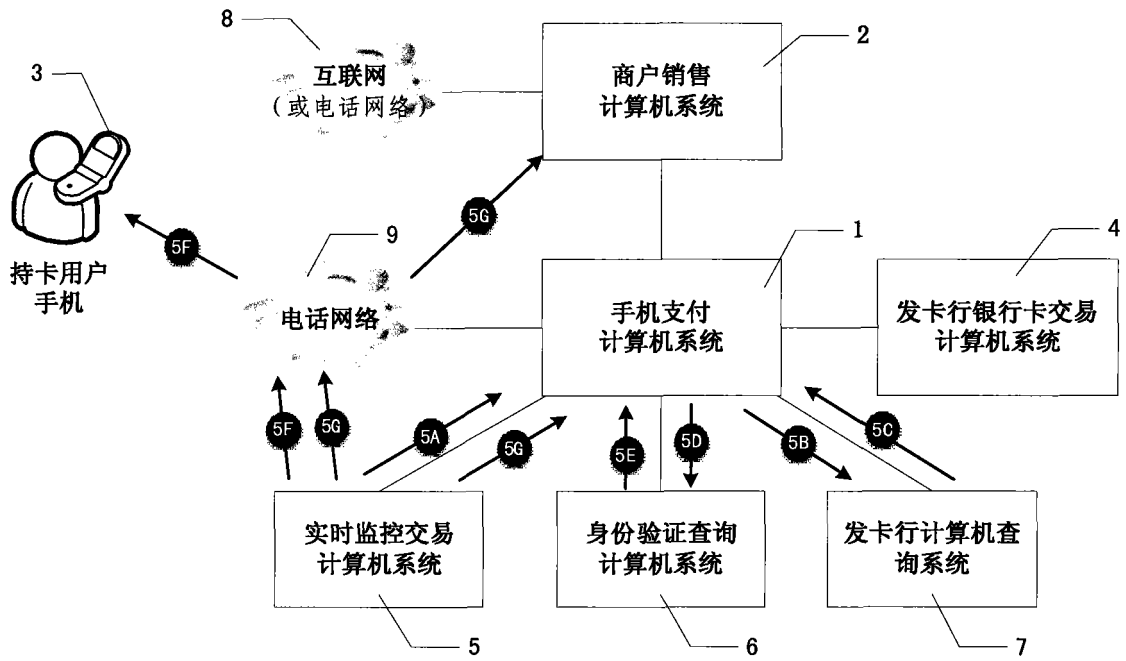 8
互联网
（或电话网络）
商户销售
计算机系统
2
3
持卡用户
手机
5F
5G
9
电话网络
手机支付
计算机系统
1
发卡行银行卡交易
计算机系统
4
5F
5G
5A
5G
5E
5D
5B
5C
实时监控交易
计算机系统
身份验证查询
计算机系统
发卡行计算机查
询系统
5
6
7